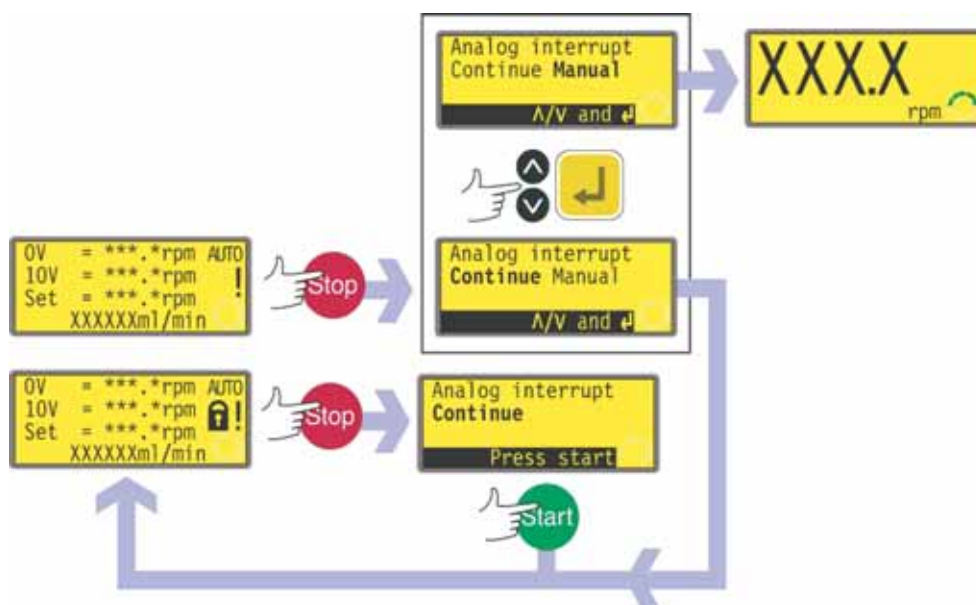 Analog interrupt
Continue Manual
∧/∨ and ↵
XXX.X
rpm
0V = ***.*rpm AUTO
10V = ***.*rpm !
Set = ***.*rpm
XXXXXXml/min
Stop
Analog interrupt
Continue Manual
∧/∨ and ↵
0V = ***.*rpm AUTO
10V = ***.*rpm !
Set = ***.*rpm
XXXXXXml/min
Stop
Analog interrupt
Continue
Press start
Start